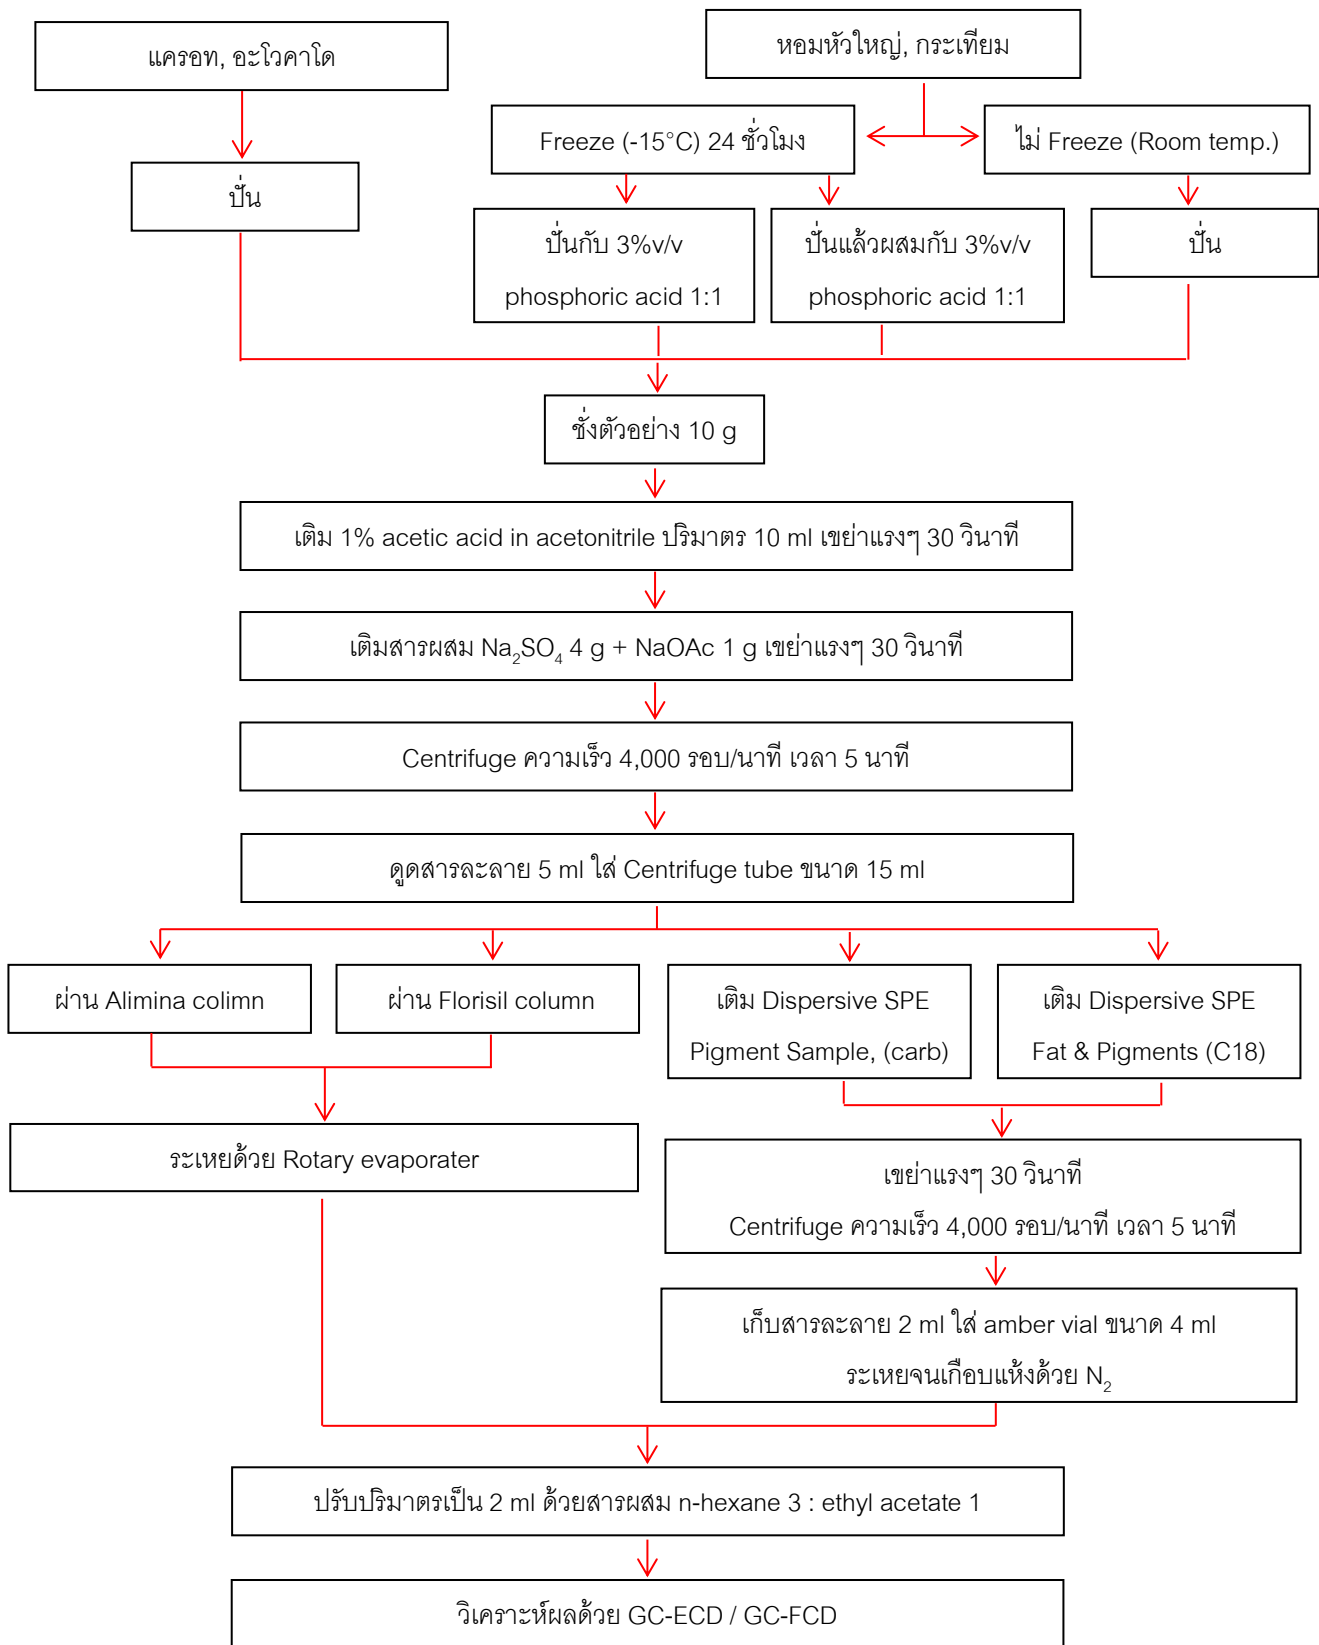 แครอท, อะโวคาโด
หอมหัวใหญ่, กระเทียม
Freeze (-15°C) 24 ชั่วโมง
ไม่ Freeze (Room temp.)
ปั่น
ปั่นกับ 3%v/v
phosphoric acid 1:1
ปั่นแล้วผสมกับ 3%v/v
phosphoric acid 1:1
ปั่น
ชั่งตัวอย่าง 10 g
เติม 1% acetic acid in acetonitrile ปริมาตร 10 ml เขย่าแรงๆ 30 วินาที
เติมสารผสม Na₂SO₄ 4 g + NaOAc 1 g เขย่าแรงๆ 30 วินาที
Centrifuge ความเร็ว 4,000 รอบ/นาที เวลา 5 นาที
ดูดสารละลาย 5 ml ใส่ Centrifuge tube ขนาด 15 ml
ผ่าน Alimina colimn
ผ่าน Florisil column
เติม Dispersive SPE
Pigment Sample, (carb)
เติม Dispersive SPE
Fat & Pigments (C18)
ระเหยด้วย Rotary evaporater
เขย่าแรงๆ 30 วินาที
Centrifuge ความเร็ว 4,000 รอบ/นาที เวลา 5 นาที
เก็บสารละลาย 2 ml ใส่ amber vial ขนาด 4 ml
ระเหยจนเกือบแห้งด้วย N₂
ปรับปริมาตรเป็น 2 ml ด้วยสารผสม n-hexane 3 : ethyl acetate 1
วิเคราะห์ผลด้วย GC-ECD / GC-FCD